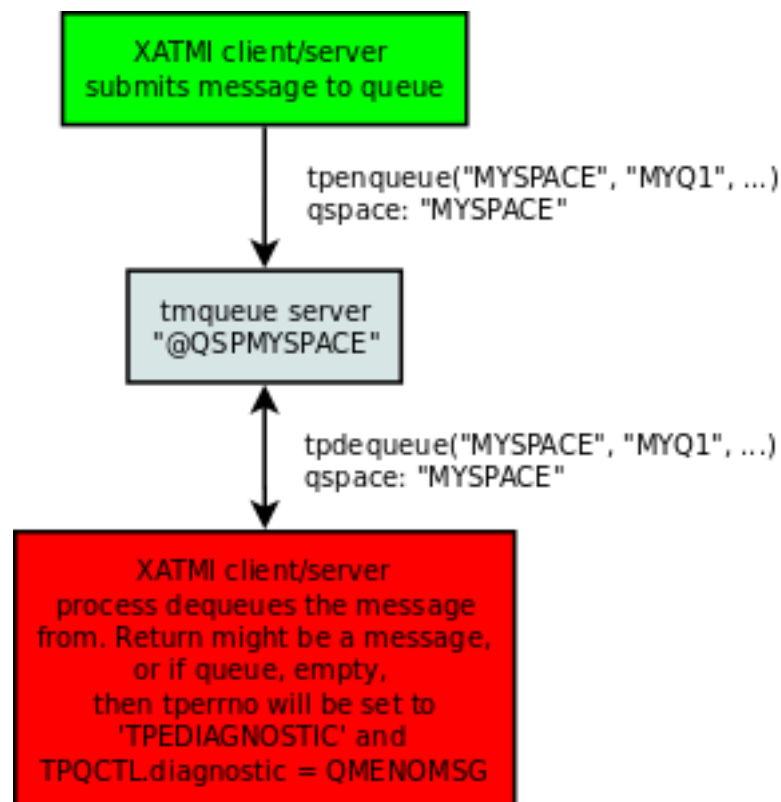 XATMI client/server
submits message to queue
tpenqueue("MYSPACE", "MYQ1", ...)
qspace: "MYSPACE"
tmqueue server
"@QSPMYSPACE"
tpdequeue("MYSPACE", "MYQ1", ...)
qspace: "MYSPACE"
XATMI client/server
process dequeues the message
from. Return might be a message,
or if queue, empty,
then tperrno will be set to
'TPEDIAGNOSTIC' and
TPQCTL.diagnostic = QMENOMSG